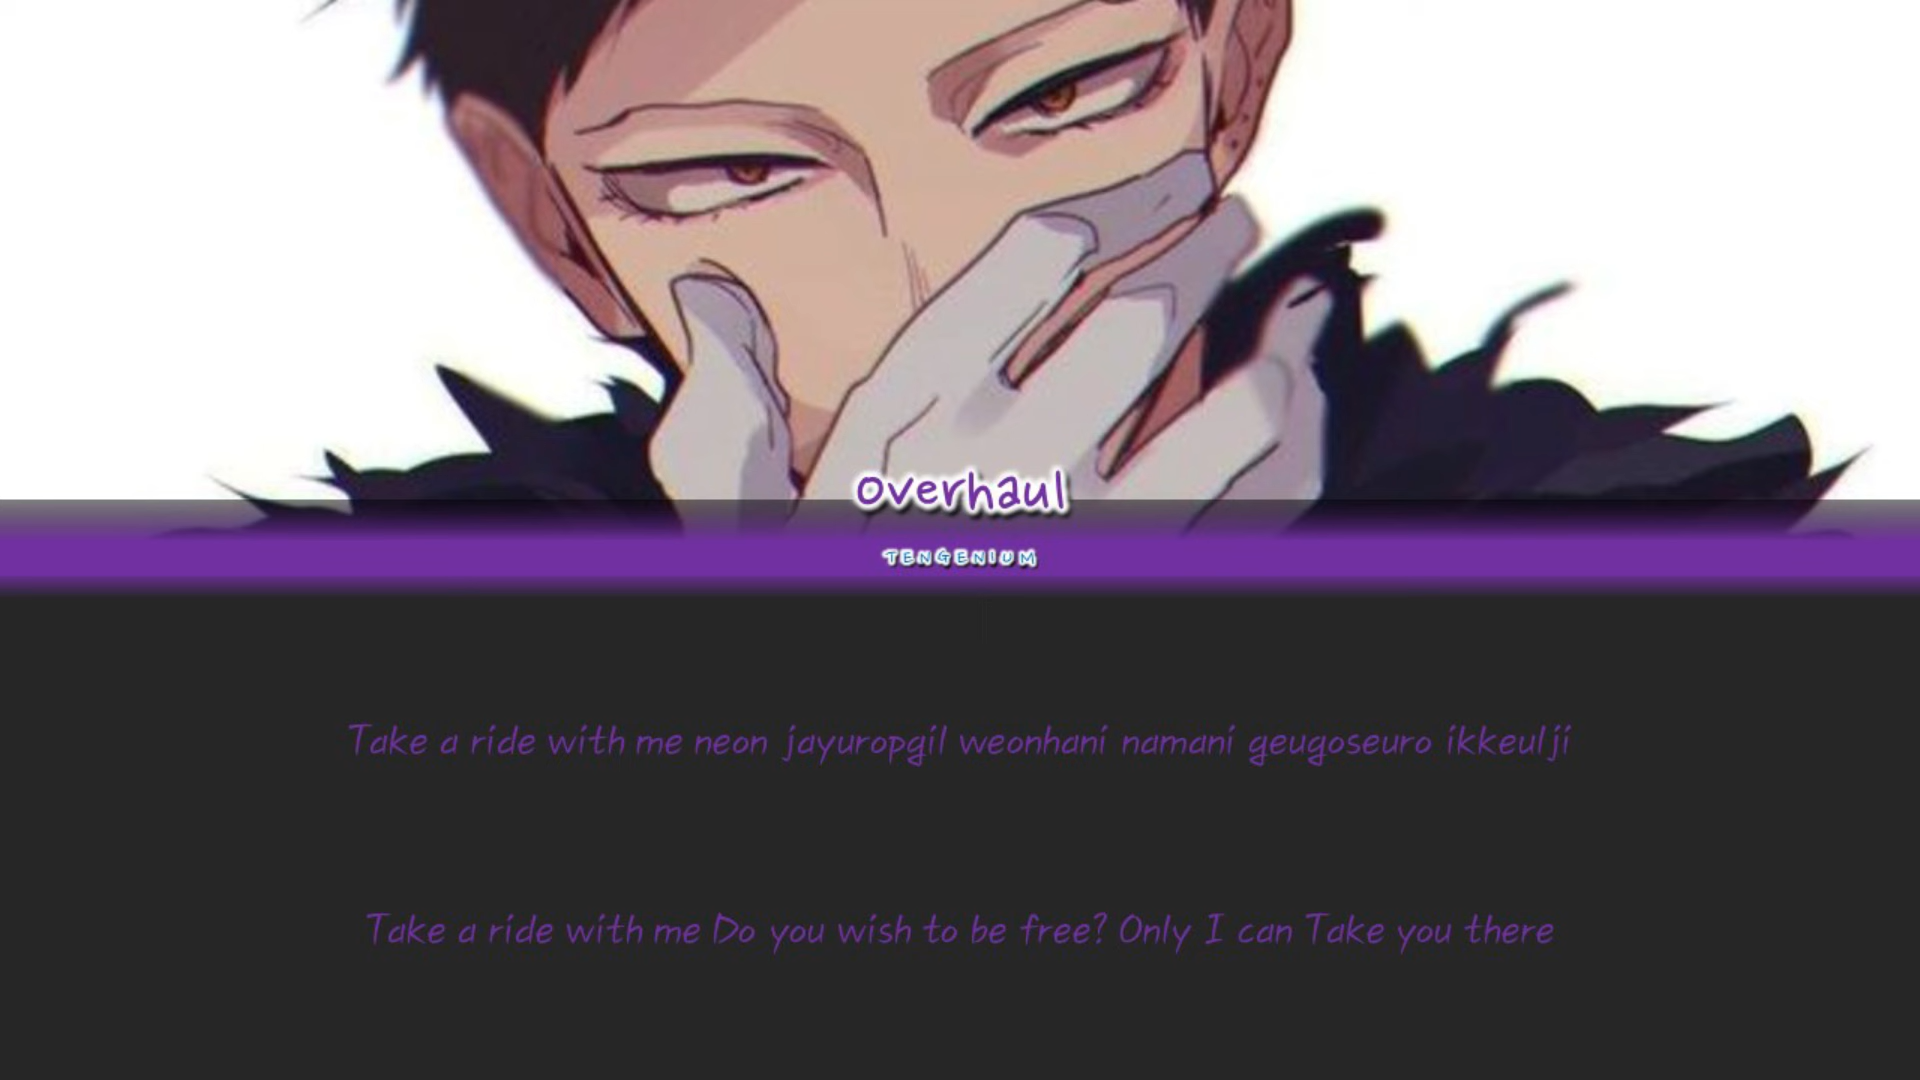 overhaul
TENGENIUM
Take a ride with me neon jayuropgil weonhani namani geugoseuro ikkeulji
Take a ride with me Do you wish to be free? Only I can Take you there